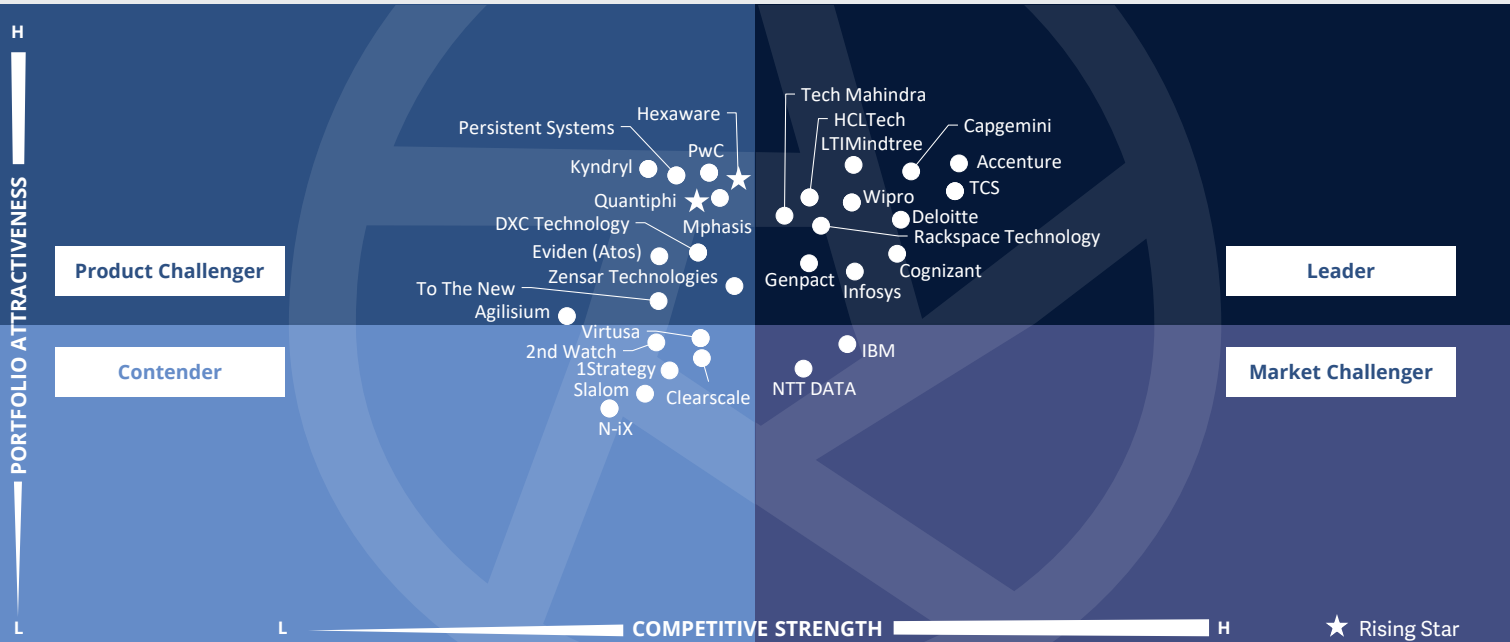 H
Tech Mahindra
Hexaware
HCLTech
Persistent Systems
Capgemini
LTIMindtree
PwC
Kyndryl
Accenture
TCS
Quantiphi
Wipro
Deloitte
DXC Technology
Mphasis
Rackspace Technology
Eviden (Atos)
Product Challenger
Leader
Cognizant
Zensar Technologies
Genpact
To The New
Infosys
Agilisium
PORTFOLIO ATTRACTIVENESS
Virtusa
2nd Watch
IBM
1Strategy
Contender
Market Challenger
Slalom
NTT DATA
Clearscale
N-iX
L
L
COMPETITIVE STRENGTH
H
Rising Star